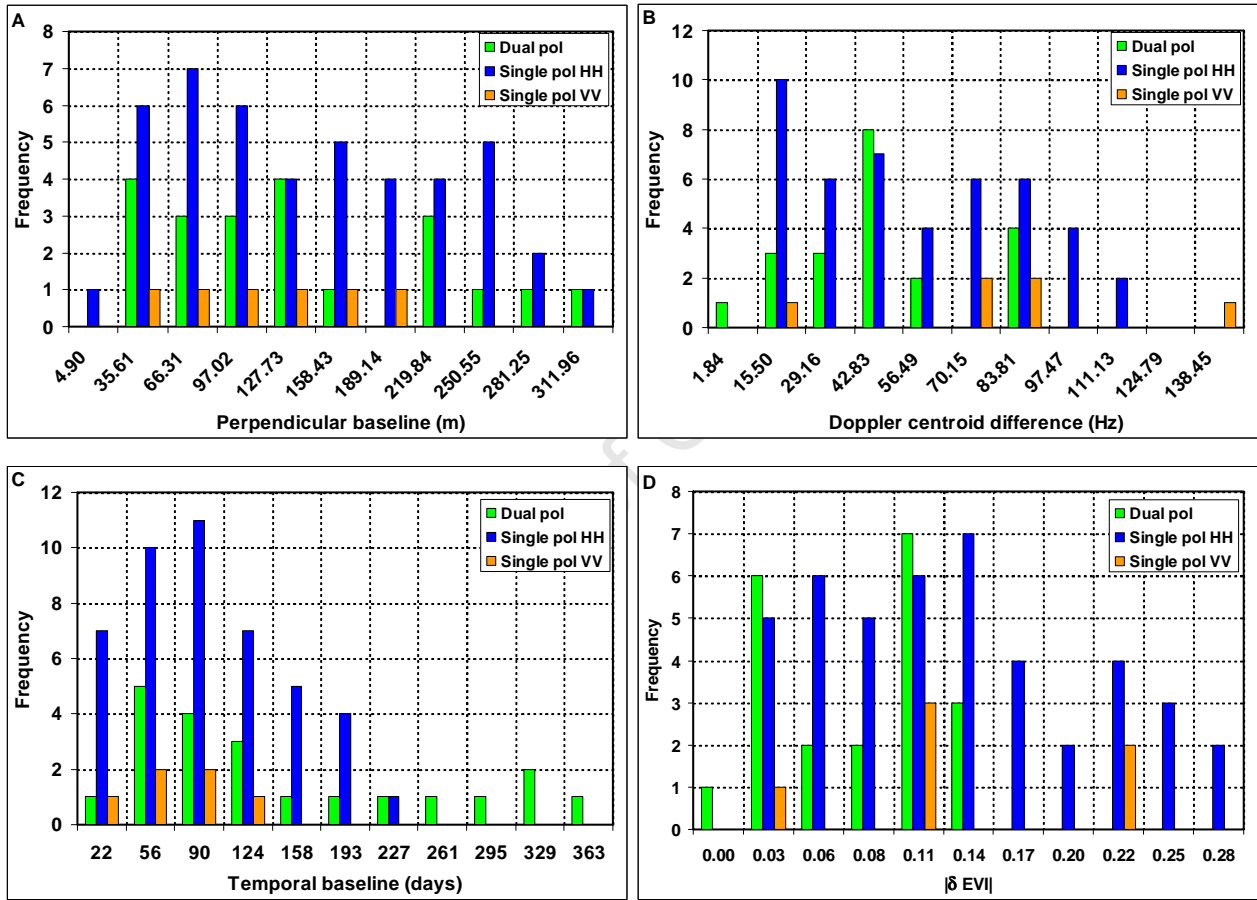 A
8
7
6
5
4
3
2
1
0
Frequency
Dual pol
Single pol HH
Single pol VV
4.90 35.61 66.31 97.02 127.73 158.43 189.14 219.84 250.55 281.25 311.96
Perpendicular baseline (m)
B
12
10
8
6
4
2
0
Frequency
Dual pol
Single pol HH
Single pol VV
1.84 15.50 29.16 42.83 56.49 70.15 83.81 97.47 111.13 124.79 138.45
Doppler centroid difference (Hz)
C
12
10
8
6
4
2
0
Frequency
Dual pol
Single pol HH
Single pol VV
22 56 90 124 158 193 227 261 295 329 363
Temporal baseline (days)
D
8
7
6
5
4
3
2
1
0
Frequency
Dual pol
Single pol HH
Single pol VV
0.00 0.03 0.06 0.08 0.11 0.14 0.17 0.20 0.22 0.25 0.28
|δ EVI|